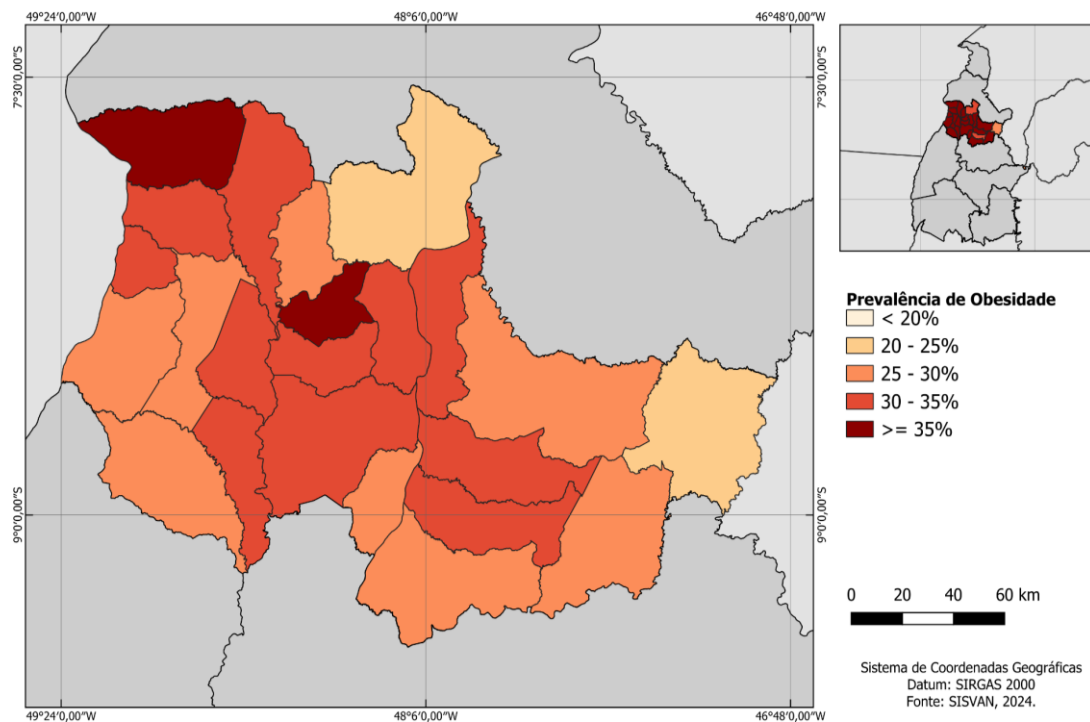 49°24'0,00"W
48°6'0,00"W
46°48'0,00"W
7°30'0,00"S
7°30'0,00"S
9°0'0,00"S
9°0'0,00"S
49°24'0,00"W
48°6'0,00"W
46°48'0,00"W
Prevalência de Obesidade
< 20%
20 - 25%
25 - 30%
30 - 35%
>= 35%
0 20 40 60 km
Sistema de Coordenadas Geográficas
Datum: SIRGAS 2000
Fonte: SISVAN, 2024.